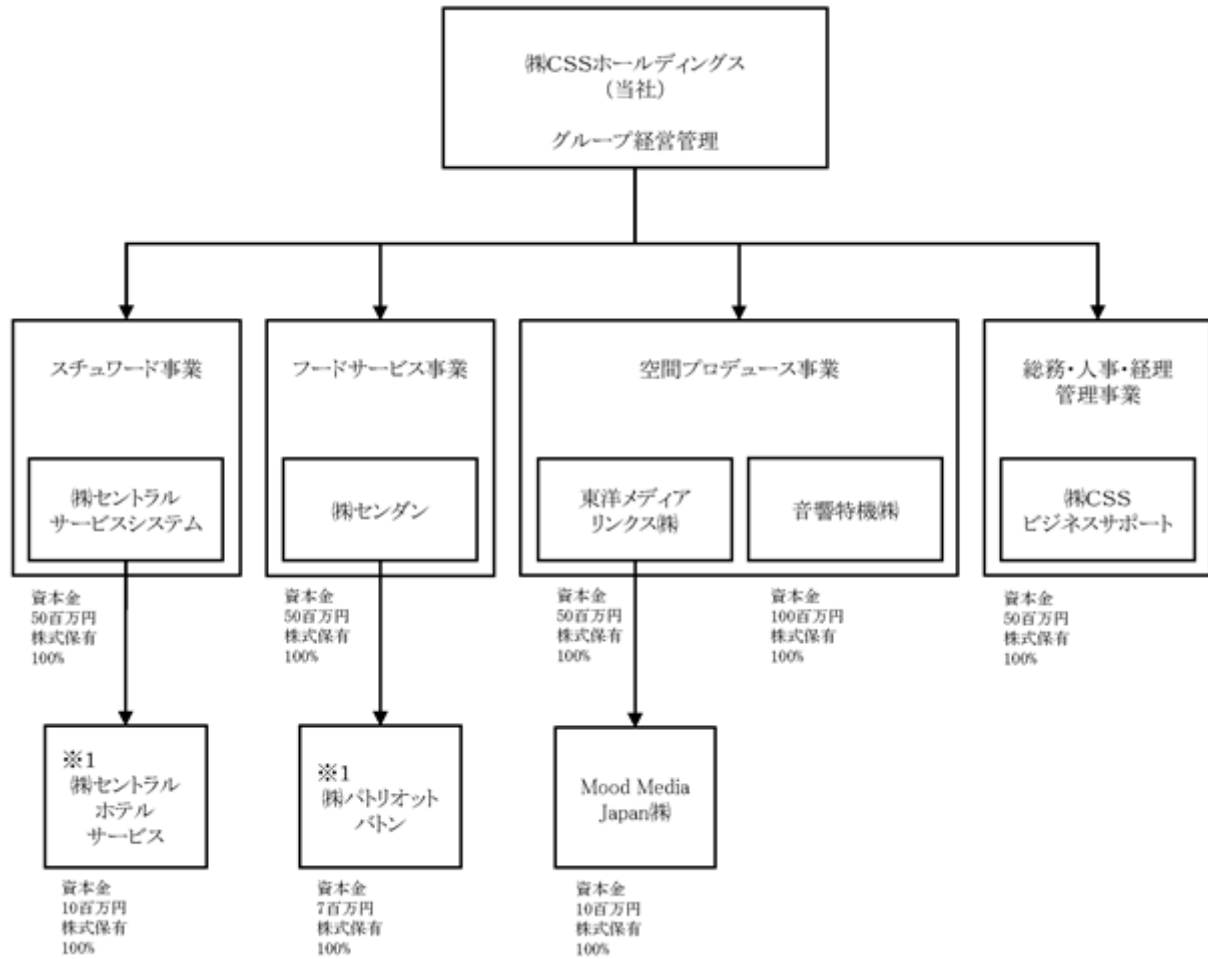 ㈱CSSホールディングス
(当社)
グループ経営管理
スチュワード事業
㈱セントラル
サービスシステム
資本金
50百万円
株式保有
100%
フードサービス事業
㈱センダン
資本金
50百万円
株式保有
100%
空間プロデュース事業
東洋メディア
リンクス㈱
資本金
50百万円
株式保有
100%
音響特機㈱
資本金
100百万円
株式保有
100%
総務・人事・経理
管理事業
㈱CSS
ビジネスサポート
資本金
50百万円
株式保有
100%
※1
㈱セントラル
ホテル
サービス
資本金
10百万円
株式保有
100%
※1
㈱パトリオット
バトン
資本金
7百万円
株式保有
100%
Mood Media
Japan㈱
資本金
10百万円
株式保有
100%